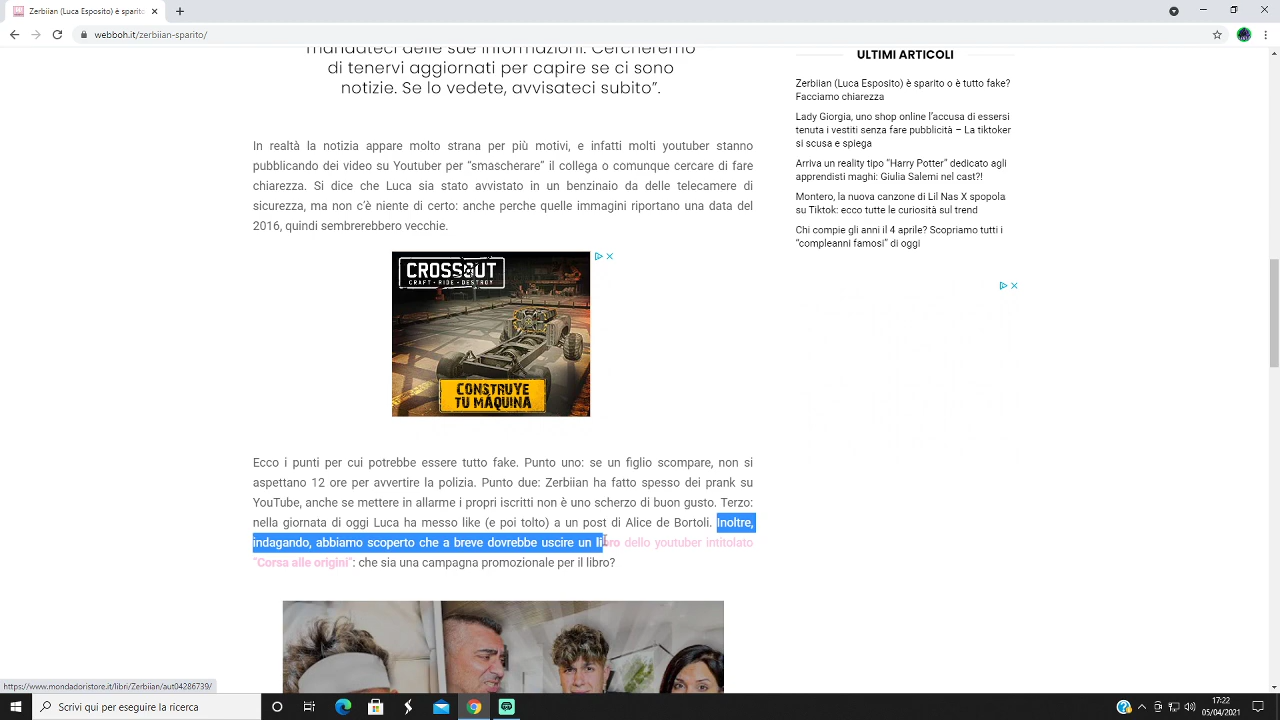 Zerbiian (Luca Esposito) è sparito
webboh.it/zerbiian-sparito/
mandateci delle sue informazioni. Cercheremo
di tenervi aggiornati per capire se ci sono
notizie. Se lo vedete, avvisateci subito”.
In realtà la notizia appare molto strana per più motivi, e infatti molti youtuber stanno
pubblicando dei video su Youtuber per “smascherare” il collega o comunque cercare di fare
chiarezza. Si dice che Luca sia stato avvistato in un benzinaio da delle telecamere di
sicurezza, ma non c’è niente di certo: anche perche quelle immagini riportano una data del
2016, quindi sembrerebbero vecchie.
CROSSOUT
CRAFT • RIDE • DESTROY
CONSTRUYE
TU MÁQUINA
Ecco i punti per cui potrebbe essere tutto fake. Punto uno: se un figlio scompare, non si
aspettano 12 ore per avvertire la polizia. Punto due: Zerbiian ha fatto spesso dei prank su
YouTube, anche se mettere in allarme i propri iscritti non è uno scherzo di buon gusto. Terzo:
nella giornata di oggi Luca ha messo like (e poi tolto) a un post di Alice de Bortoli. Inoltre,
indagando, abbiamo scoperto che a breve dovrebbe uscire un libro dello youtuber intitolato
“Corsa alle origini”: che sia una campagna promozionale per il libro?
ULTIMI ARTICOLI
Zerbiian (Luca Esposito) è sparito o è tutto fake?
Facciamo chiarezza
Lady Giorgia, uno shop online l’accusa di essersi
tenuta i vestiti senza fare pubblicità – La tiktoker
si scusa e spiega
Arriva un reality tipo “Harry Potter” dedicato agli
apprendisti maghi: Giulia Salemi nel cast?!
Montero, la nuova canzone di Lil Nas X spopola
su Tiktok: ecco tutte le curiosità sul trend
Chi compie gli anni il 4 aprile? Scopriamo tutti i
“compleanni famosi” di oggi
https://www.mondadoristore.it/libri/Zerbiian/aut04286739/
Scrivi qui per eseguire la ricerca
17:22
05/04/2021